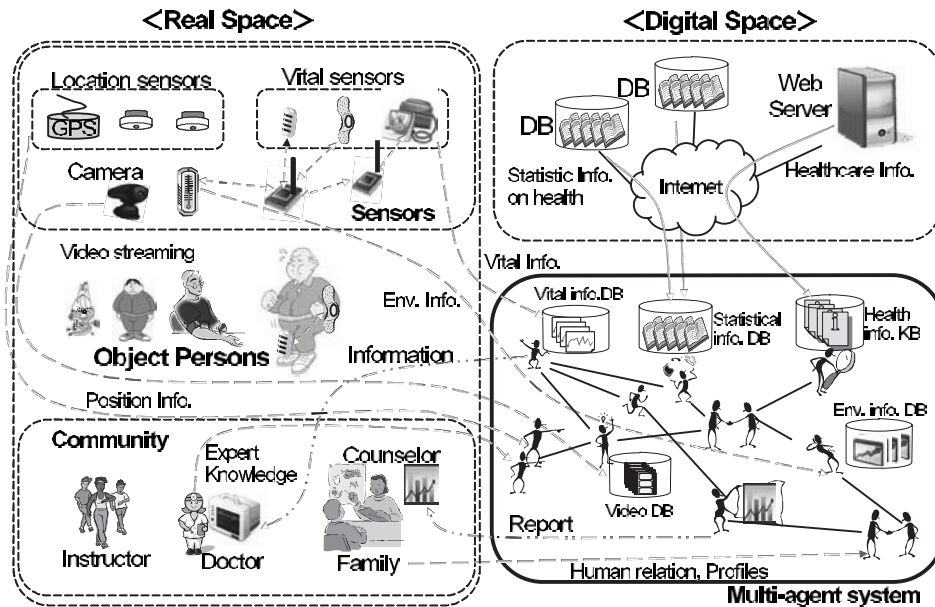 <Real Space>
<Digital Space>
Location sensors
Vital sensors
GPS
Camera
Sensors
Video streaming
Env. Info.
Object Persons
Information
Position Info.
Community
Expert
Knowledge
Counselor
Instructor
Doctor
Family
DB
DB
Web
Server
Statistic Info.
on health
Internet
Healthcare Info.
Vital Info.
Vital info.DB
Statistical
info. DB
Health
info. KB
Env. info. DB
Video DB
Report
Human relation, Profiles
Multi-agent system